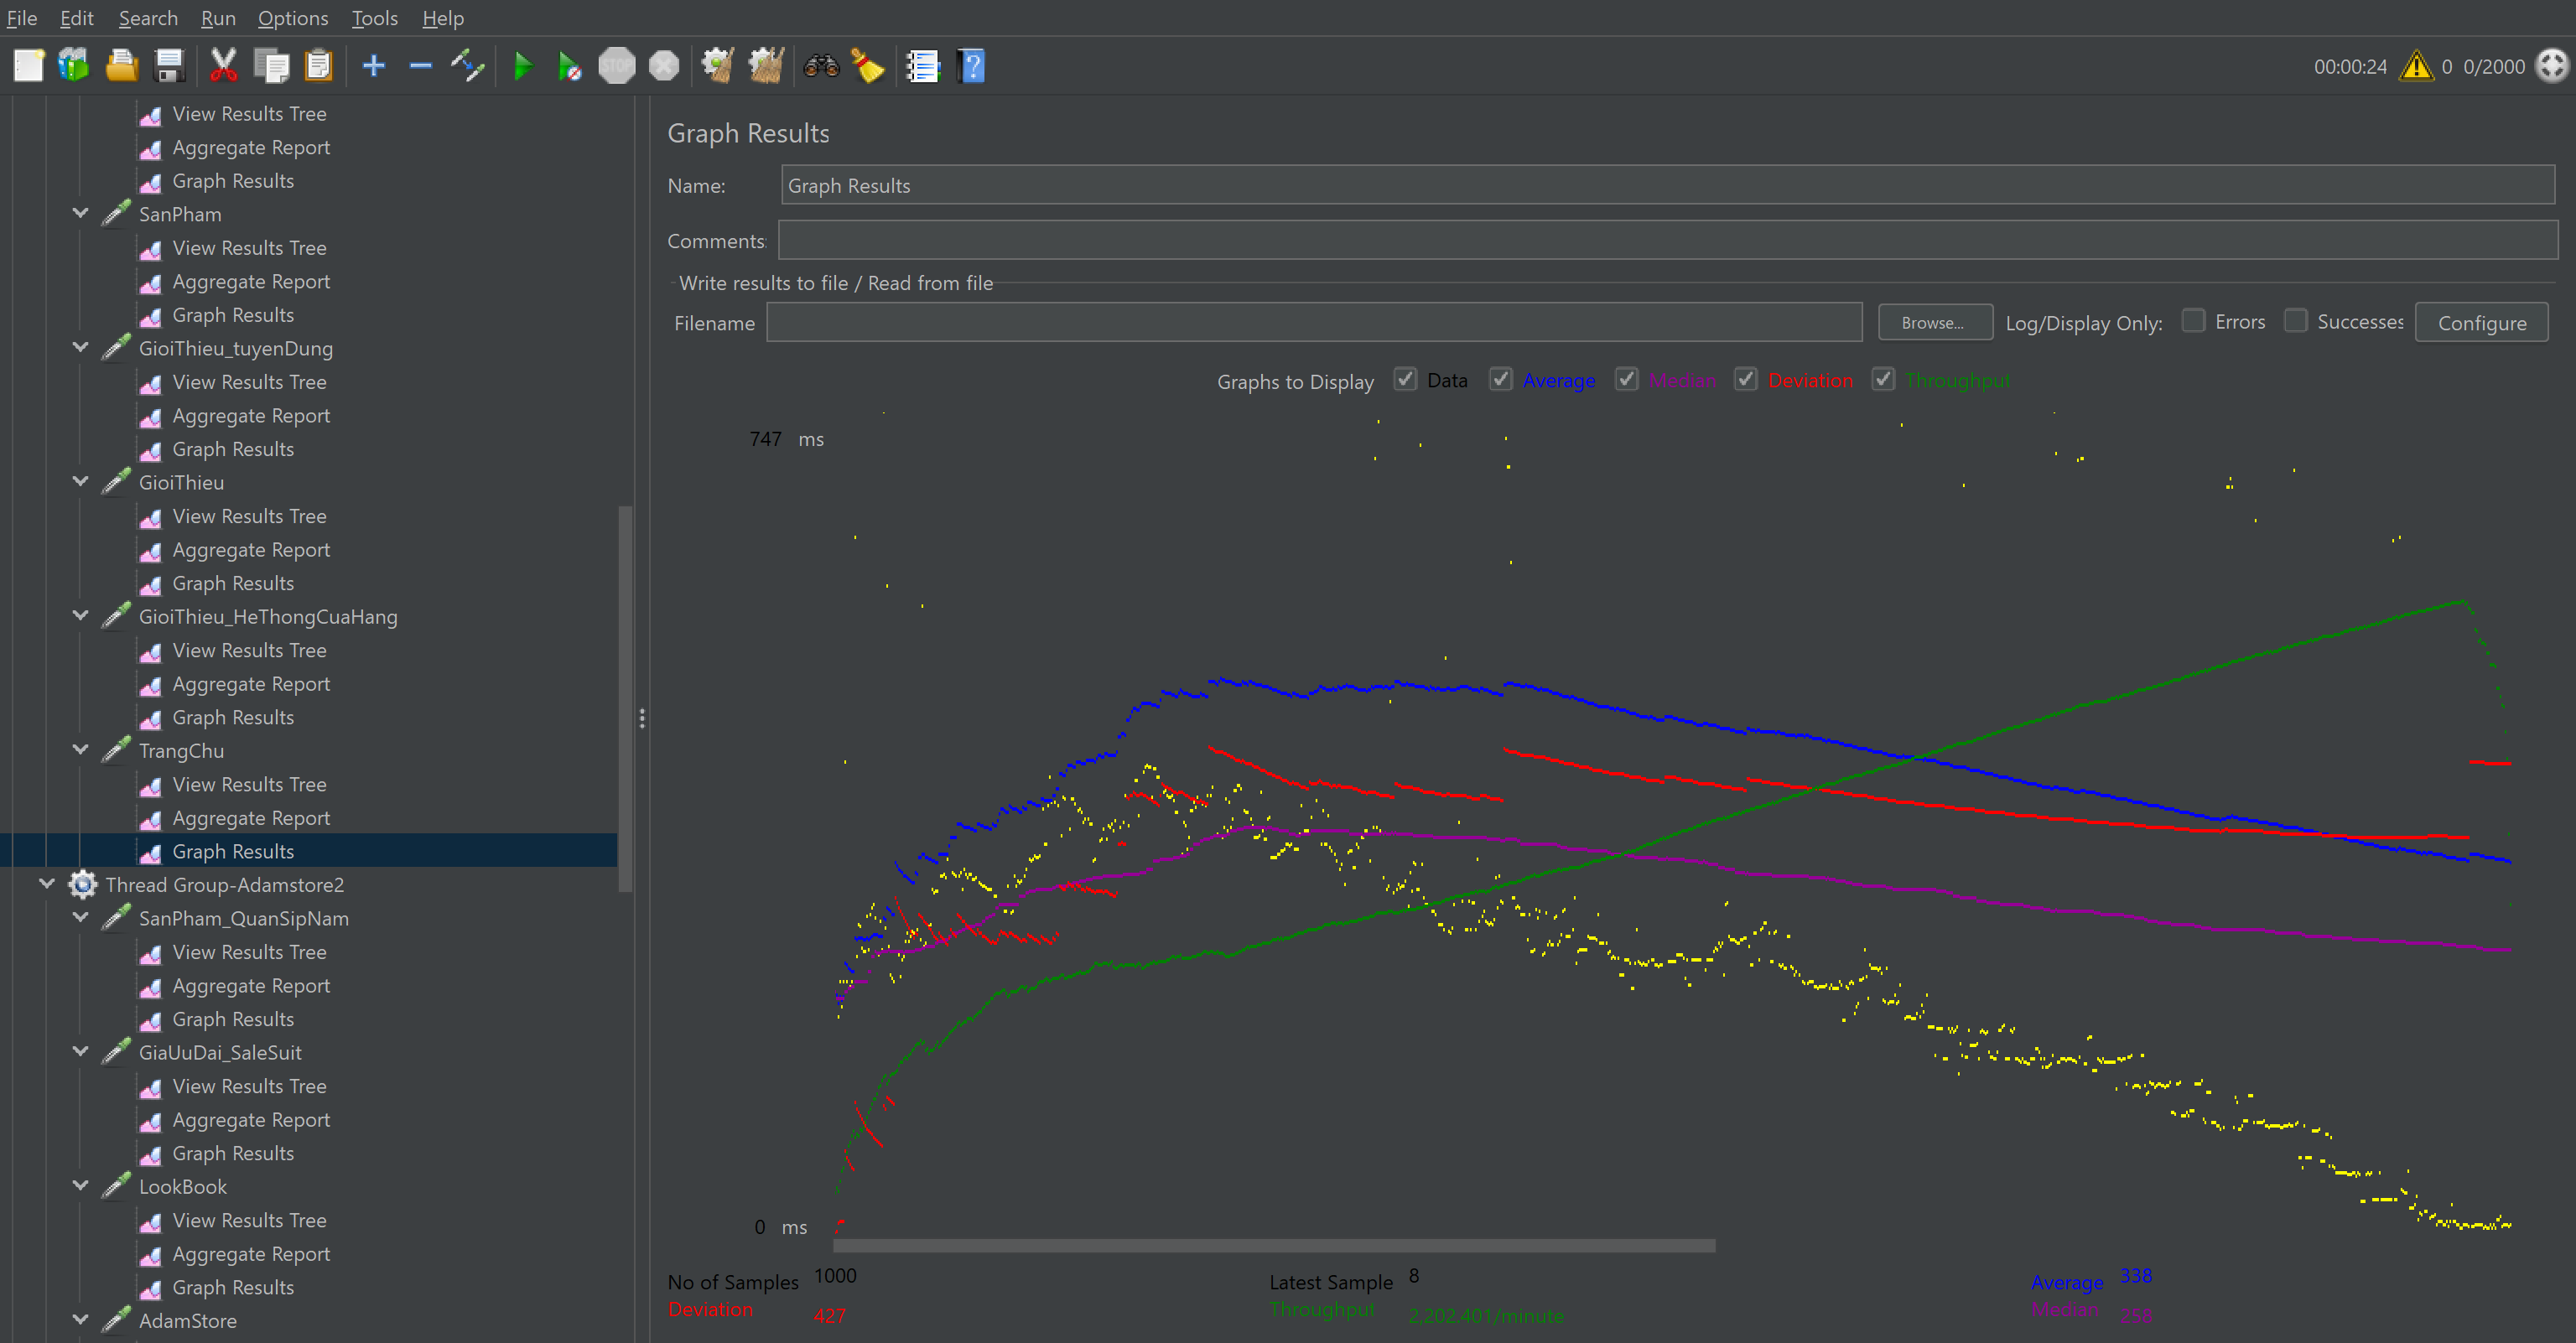 File Edit Search Run Options Tools Help
STOP
00:00:24 0 0/2000
View Results Tree
Aggregate Report
Graph Results
SanPham
View Results Tree
Aggregate Report
Graph Results
GioiThieu_tuyenDung
View Results Tree
Aggregate Report
Graph Results
GioiThieu
View Results Tree
Aggregate Report
Graph Results
GioiThieu_HeThongCuaHang
View Results Tree
Aggregate Report
Graph Results
TrangChu
View Results Tree
Aggregate Report
Graph Results
Thread Group-Adamstore2
SanPham_QuanSipNam
View Results Tree
Aggregate Report
Graph Results
GiaUuDai_SaleSuit
View Results Tree
Aggregate Report
Graph Results
LookBook
View Results Tree
Aggregate Report
Graph Results
AdamStore
Graph Results
Name: Graph Results
Comments:
Write results to file / Read from file
Filename Browse... Log/Display Only: Errors Successes Configure
Graphs to Display Data Average Median Deviation Throughput
747 ms
0 ms
No of Samples 1000 Latest Sample 8 Average 338
Deviation 427 Throughput 2,202.401/minute Median 258